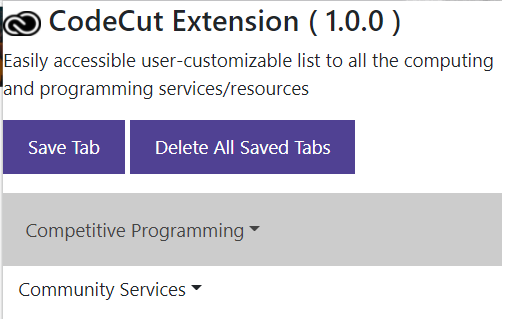 CodeCut Extension ( 1.0.0 )
Easily accessible user-customizable list to all the computing
and programming services/resources
Save Tab
Delete All Saved Tabs
Competitive Programming
Community Services